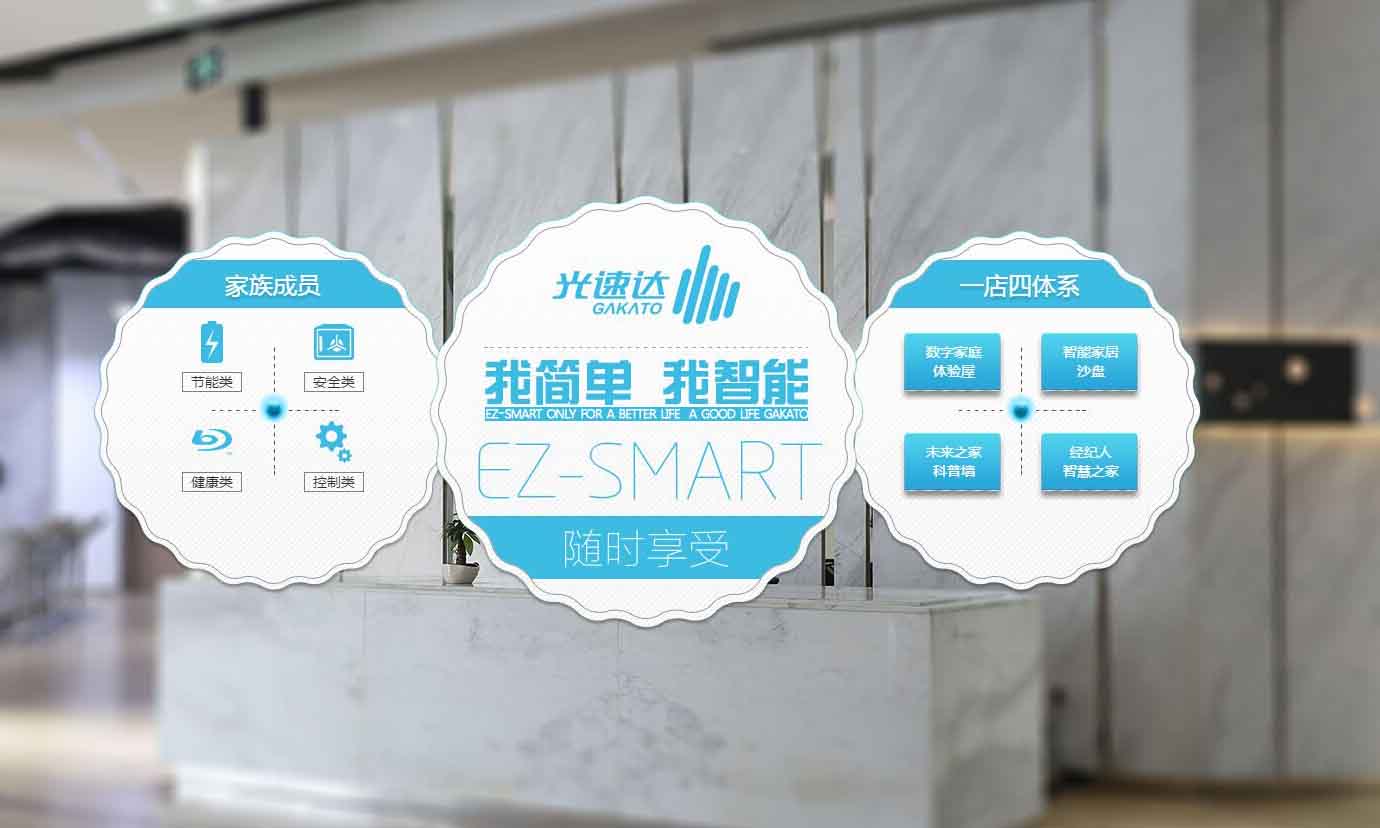 家族成员
节能类
安全类
健康类
控制类
光速达
GAKATO
我简单 我智能
EZ-SMART ONLY FOR A BETTER LIFE A GOOD LIFE GAKATO
EZ-SMART
随时享受
一店四体系
数字家庭
体验屋
智能家居
沙盘
未来之家
科普墙
经纪人
智慧之家